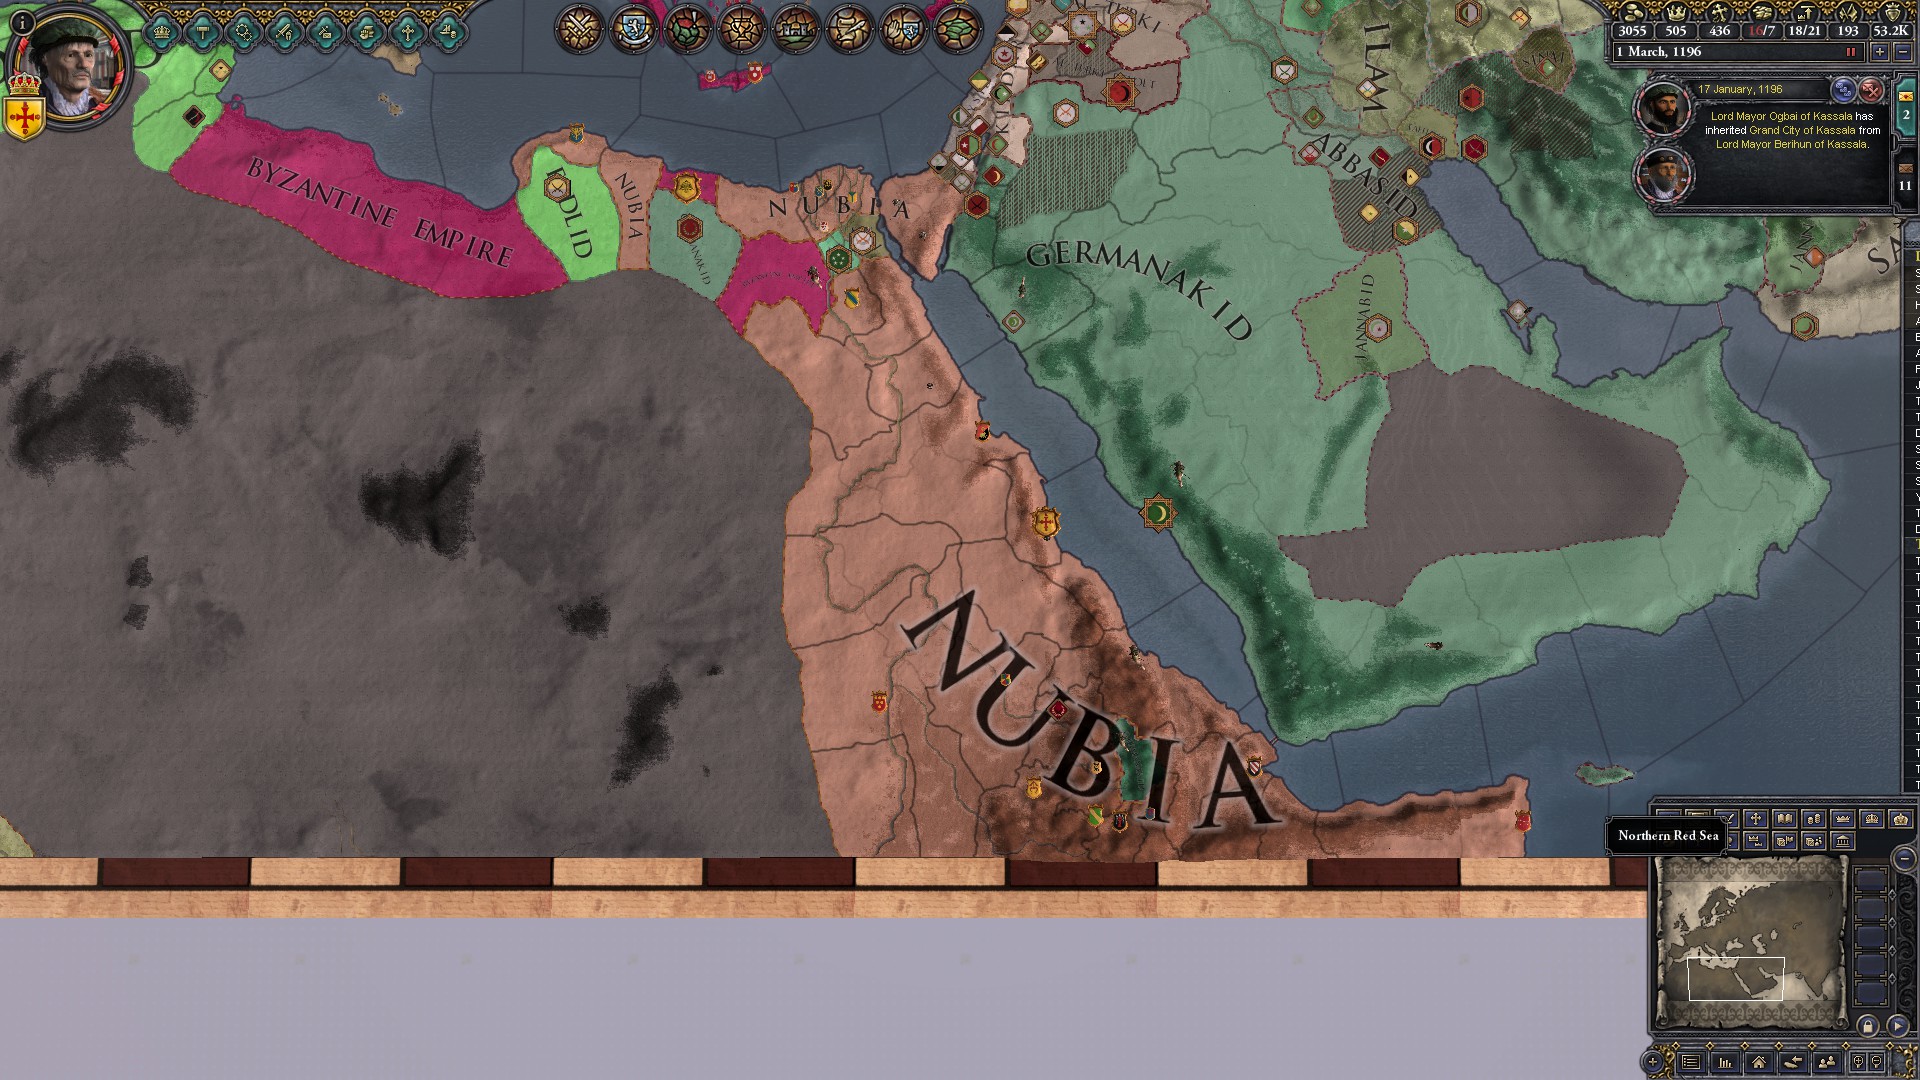 3055 505 436 16/7 18/21 193 53.2K
1 March, 1196
17 January, 1196
Lord Mayor Ogbai of Kassala has
inherited Grand City of Kassala from
Lord Mayor Berihun of Kassala.
2
11
ILAM
ABBASID
BYZANTINE EMPIRE
NUBIA
NUBIA
GERMANAKID
JANNABID
NUBIA
Northern Red Sea